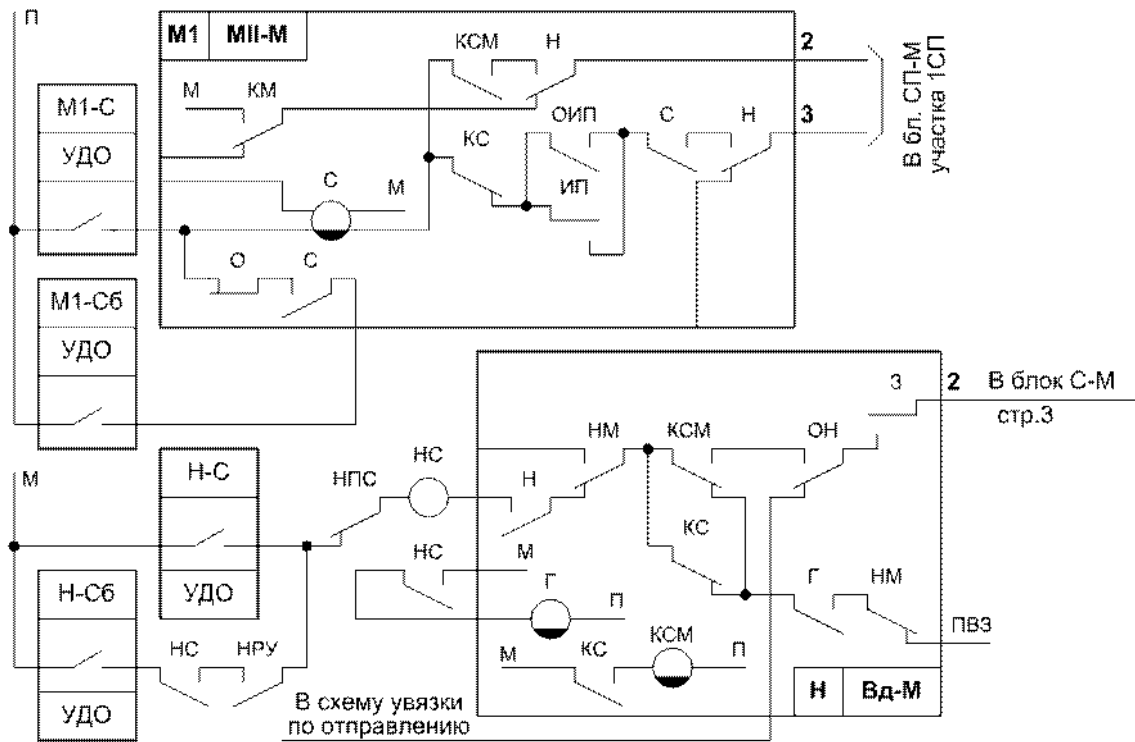 П
М1 МII-М
КСМ Н
2
М КМ
М1-С
УДО
ОИП С Н
3
В бл. СП-М
участка 1СП
КС
С М
ИП
О С
М1-Сб
УДО
З
2
В блок С-М
стр.3
М
Н-С
НПС НС
Н НМ КСМ ОН
КС
НС М
Г П
Г НМ
ПВЗ
УДО
Н-Сб
НС НРУ
М КС КСМ П
УДО
В схему увязки
по отправлению
Н Вд-М